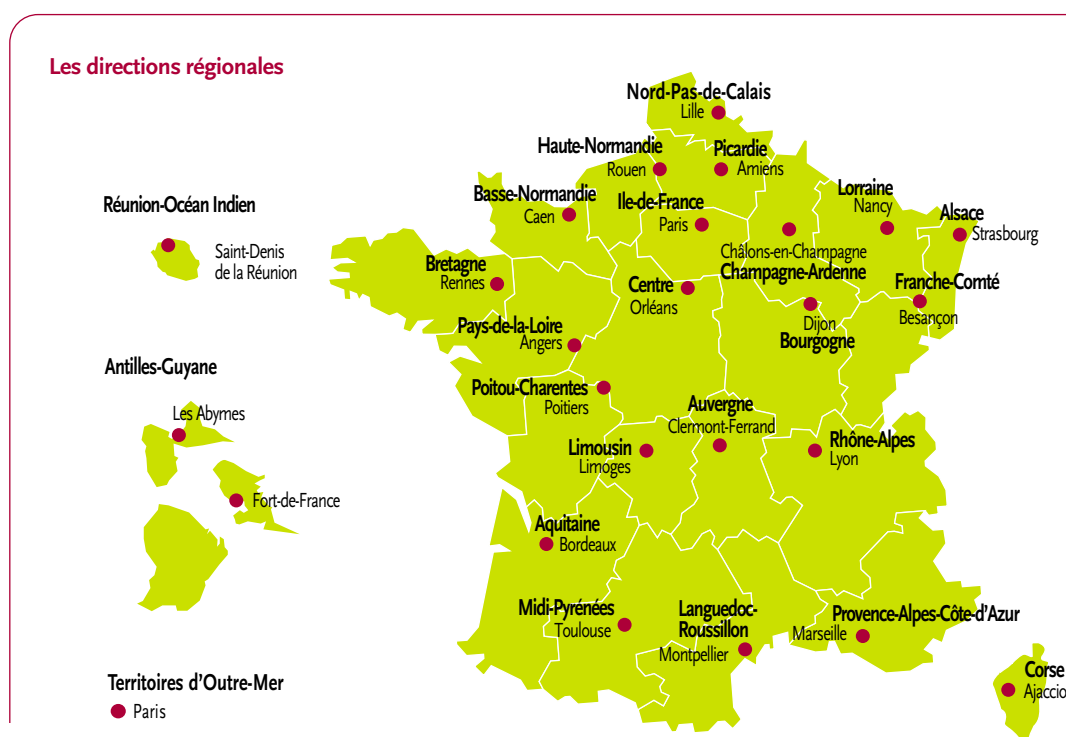 Les directions régionales
Nord-Pas-de-Calais
Lille
Haute-Normandie
Rouen
Picardie
Amiens
Basse-Normandie
Caen
Ile-de-France
Paris
Lorraine
Nancy
Alsace
Strasbourg
Châlons-en-Champagne
Champagne-Ardenne
Réunion-Océan Indien
Saint-Denis
de la Réunion
Bretagne
Rennes
Centre
Orléans
Franche-Comté
Besançon
Dijon
Bourgogne
Pays-de-la-Loire
Angers
Antilles-Guyane
Les Abymes
Fort-de-France
Poitou-Charentes
Poitiers
Auvergne
Clermont-Ferrand
Limousin
Limoges
Rhône-Alpes
Lyon
Aquitaine
Bordeaux
Midi-Pyrénées
Toulouse
Languedoc-
Roussillon
Montpellier
Provence-Alpes-Côte-d'Azur
Marseille
Corse
Ajaccio
Territoires d'Outre-Mer
Paris